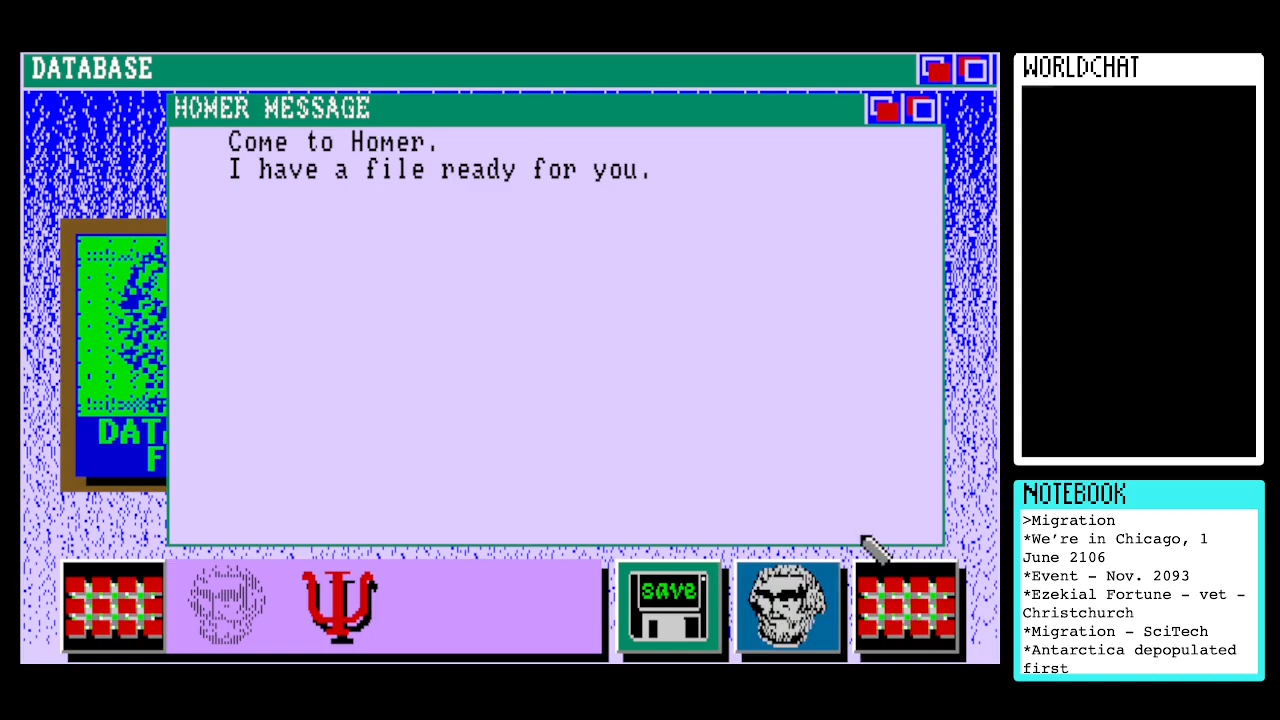 DATABASE
HOMER MESSAGE
Come to Homer.
I have a file ready for you.
DAT
F
save
WORLDCHAT
NOTEBOOK
>Migration
*We're in Chicago, 1
June 2106
*Event - Nov. 2093
*Ezekial Fortune - vet -
Christchurch
*Migration - SciTech
*Antarctica depopulated
first